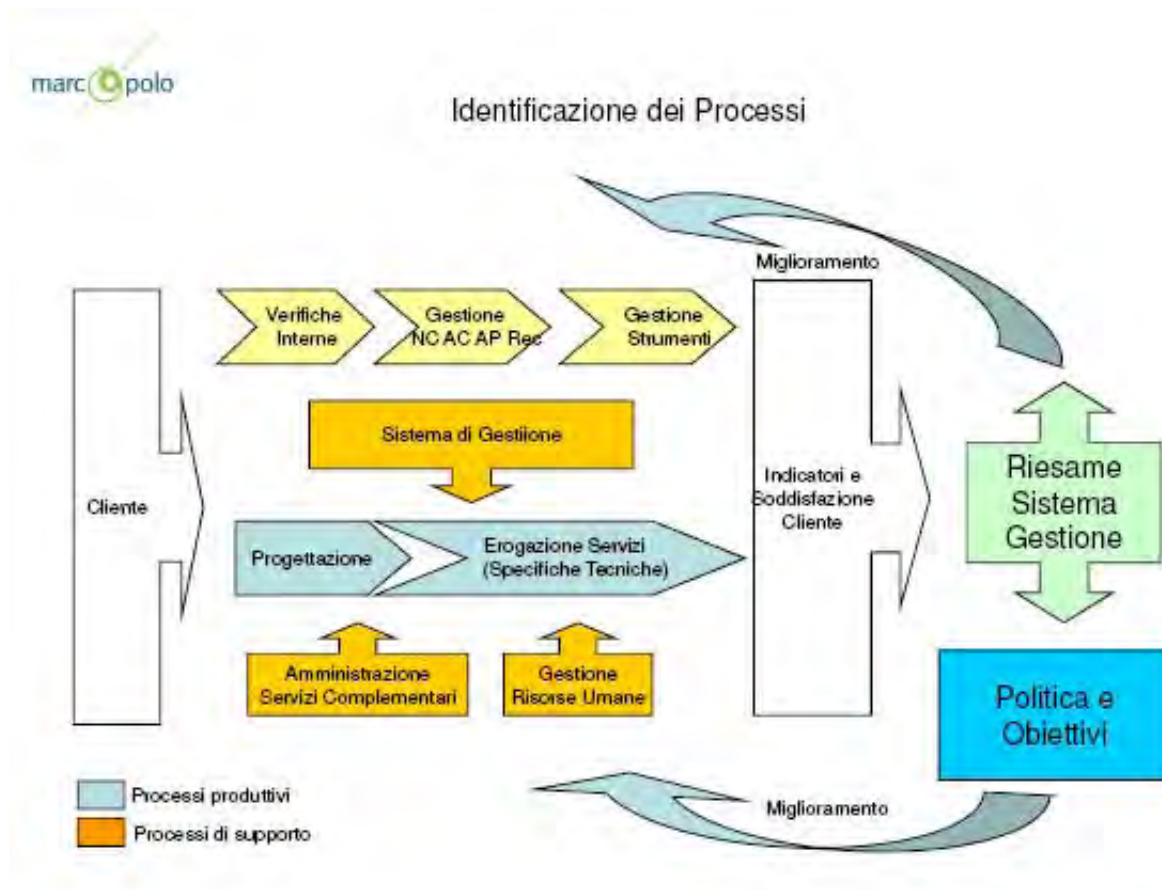 marc polo
Identificazione dei Processi
Miglioramento
Verifiche
Interne
Gestione
NC AC AP Rec
Gestione
Strumenti
Sistema di Gestiione
Cliente
Indicatori e
Soddisfazione
Cliente
Riesame
Sistema
Gestione
Progettazione
Erogazione Servizi
(Specifiche Tecniche)
Amministrazione
Servizi Complementari
Gestione
Risorse Umane
Politica e
Obiettivi
Processi produttivi
Miglioramento
Processi di supporto